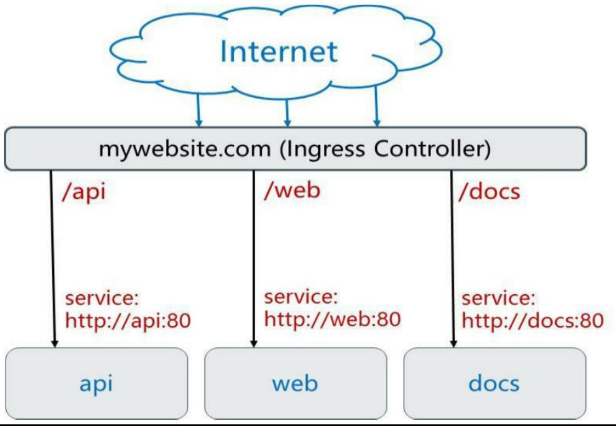 Internet
mywebsite.com (Ingress Controller)
/api
/web
/docs
service:
http://api:80
service:
http://web:80
service:
http://docs:80
api
web
docs